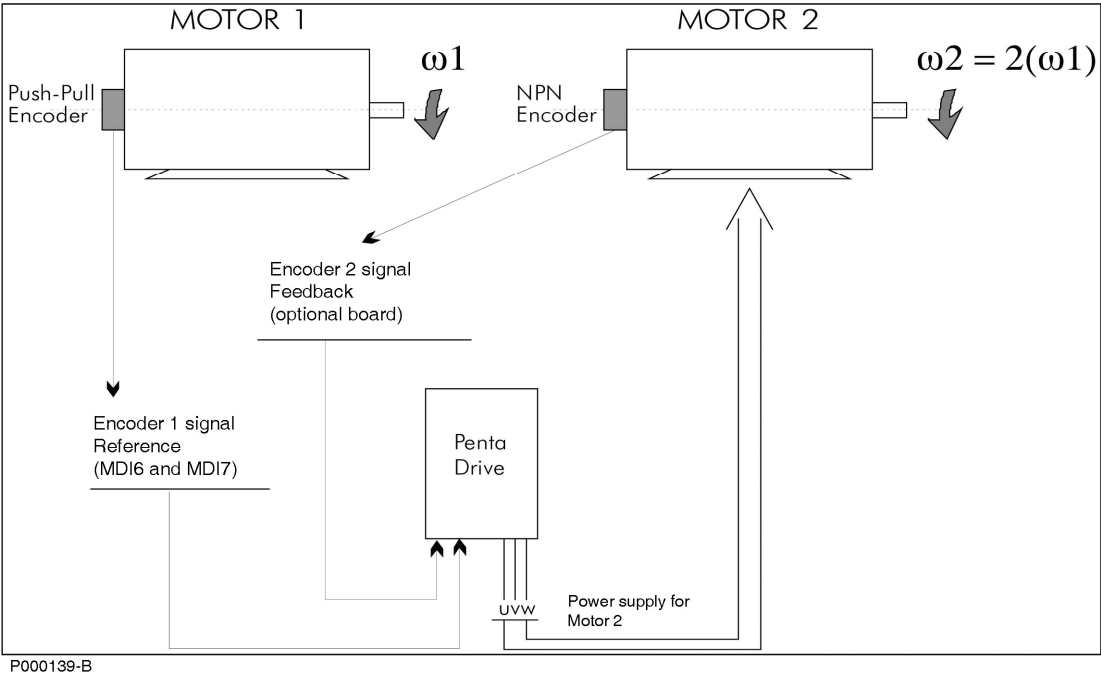 MOTOR 1
MOTOR 2
ω1
ω2 = 2(ω1)
Push-Pull
Encoder
NPN
Encoder
Encoder 2 signal
Feedback
(optional board)
Encoder 1 signal
Reference
(MDI6 and MDI7)
Penta
Drive
UVW
Power supply for
Motor 2
P000139-B